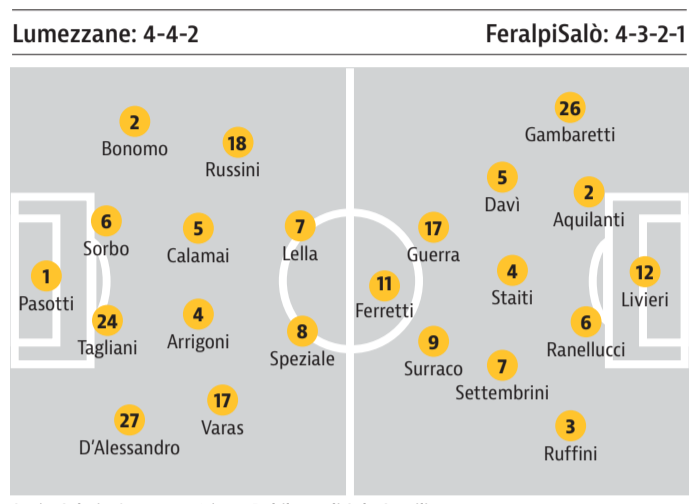 Lumezzane: 4-4-2
FeralpiSalò: 4-3-2-1
2
Bonomo
18
Russini
6
Sorbo
5
Calamai
7
Lella
1
Pasotti
24
Tagliani
4
Arrigoni
8
Speziale
27
D'Alessandro
17
Varas
26
Gambaretti
5
Davì
2
Aquilanti
17
Guerra
11
Ferretti
4
Staiti
12
Livieri
9
Surraco
6
Ranellucci
7
Settembrini
3
Ruffini